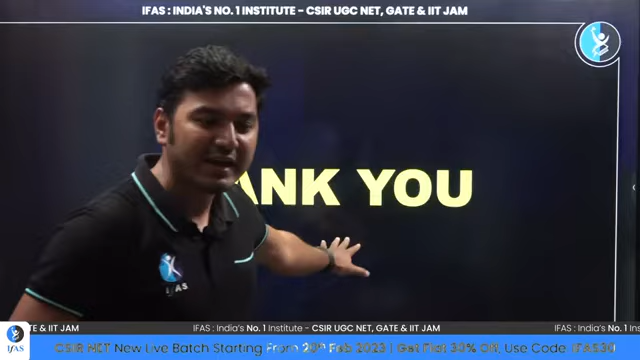 IFAS : INDIA'S NO. 1 INSTITUTE - CSIR UGC NET, GATE & IIT JAM
ANK YOU
IFAS
TE & IIT JAM IFAS : India's No. 1 Institute - CSIR UGC NET, GATE & IIT JAM IFAS : India's No. 1 Ins
IFAS CSIR NET New Live Batch Starting From 20th Feb 2023 | Get Flat 30% Off, Use Code IFAS30